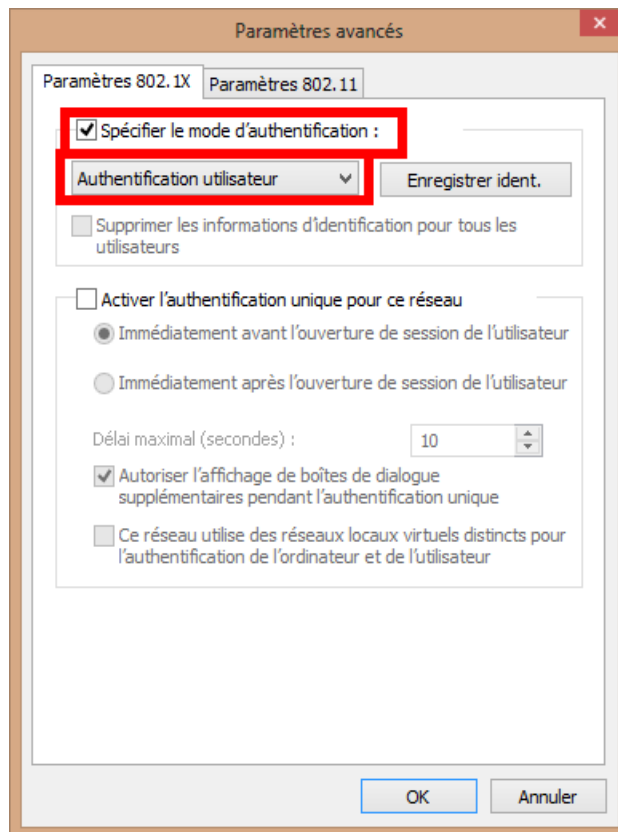 Paramètres avancés
Paramètres 802.1X Paramètres 802.11
Spécifier le mode d'authentification :
Authentification utilisateur Enregistrer ident.
Supprimer les informations d'identification pour tous les
utilisateurs
Activer l'authentification unique pour ce réseau
Immédiatement avant l'ouverture de session de l'utilisateur
Immédiatement après l'ouverture de session de l'utilisateur
Délai maximal (secondes) : 10
Autoriser l'affichage de boîtes de dialogue
supplémentaires pendant l'authentification unique
Ce réseau utilise des réseaux locaux virtuels distincts pour
l'authentification de l'ordinateur et de l'utilisateur
OK Annuler